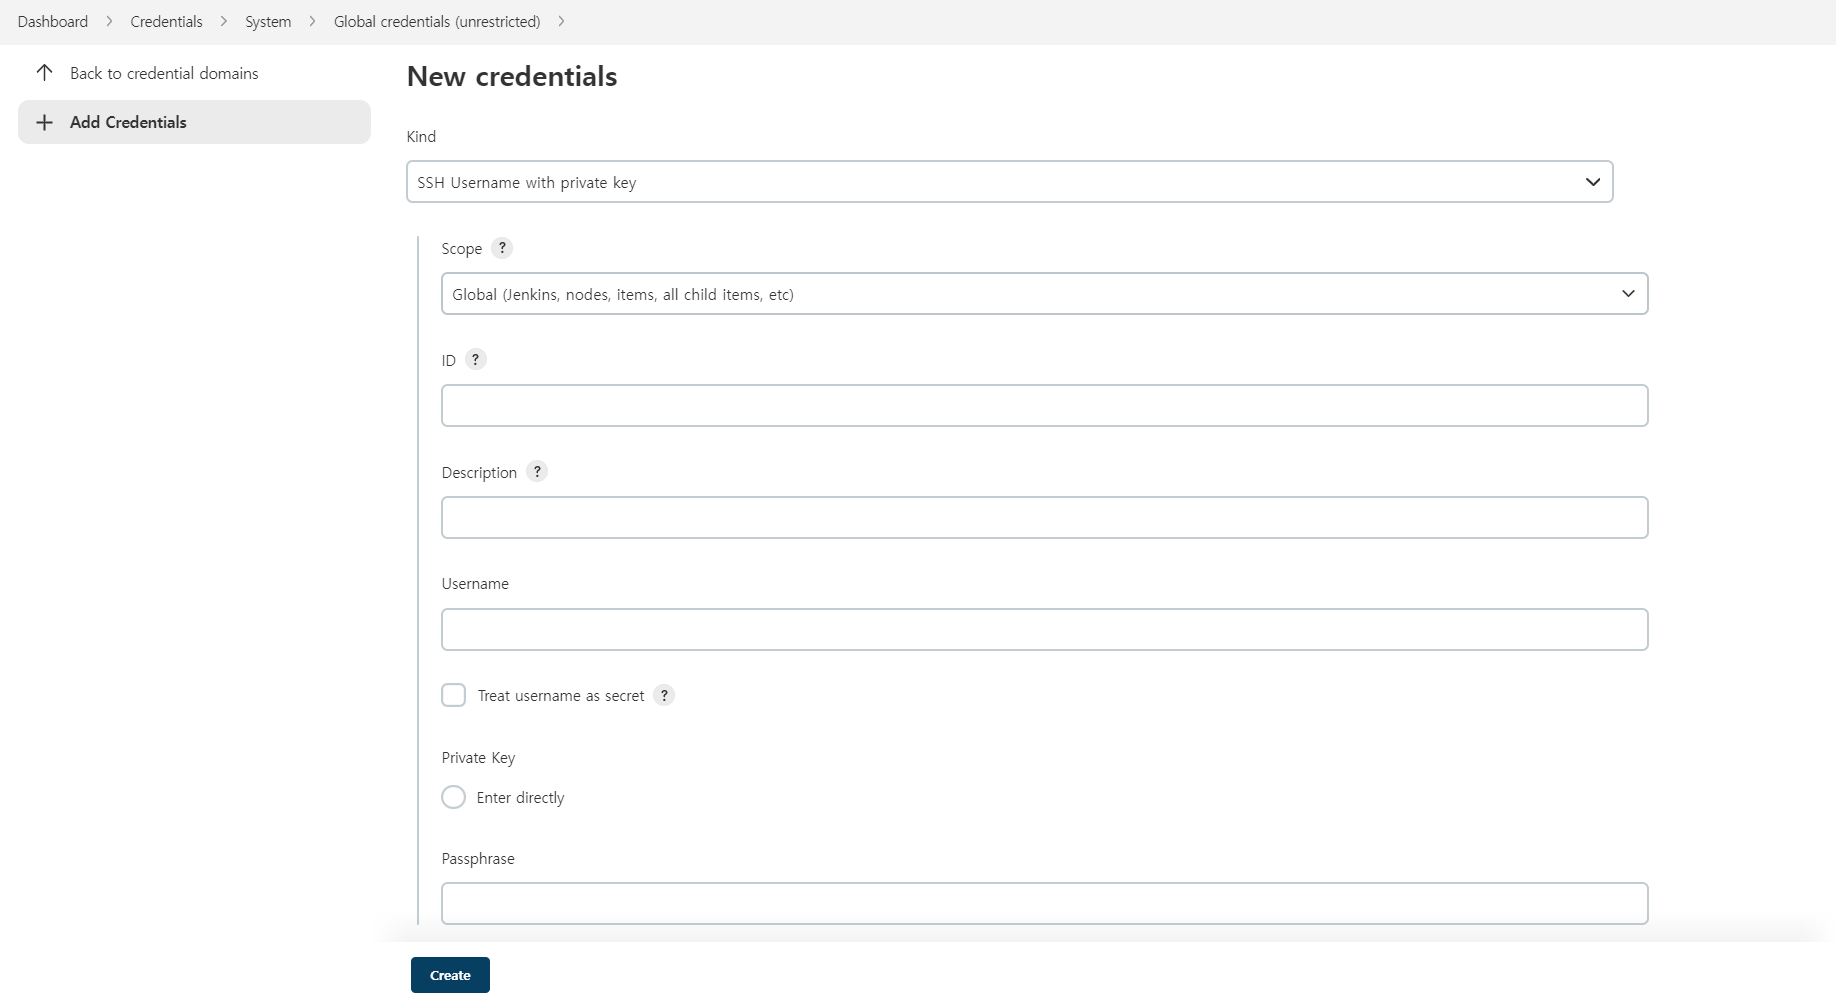 Dashboard > Credentials > System > Global credentials (unrestricted) >
Back to credential domains
Add Credentials
New credentials
Kind
SSH Username with private key
Scope ?
Global (Jenkins, nodes, items, all child items, etc)
ID ?
Description ?
Username
Treat username as secret ?
Private Key
Enter directly
Passphrase
Create